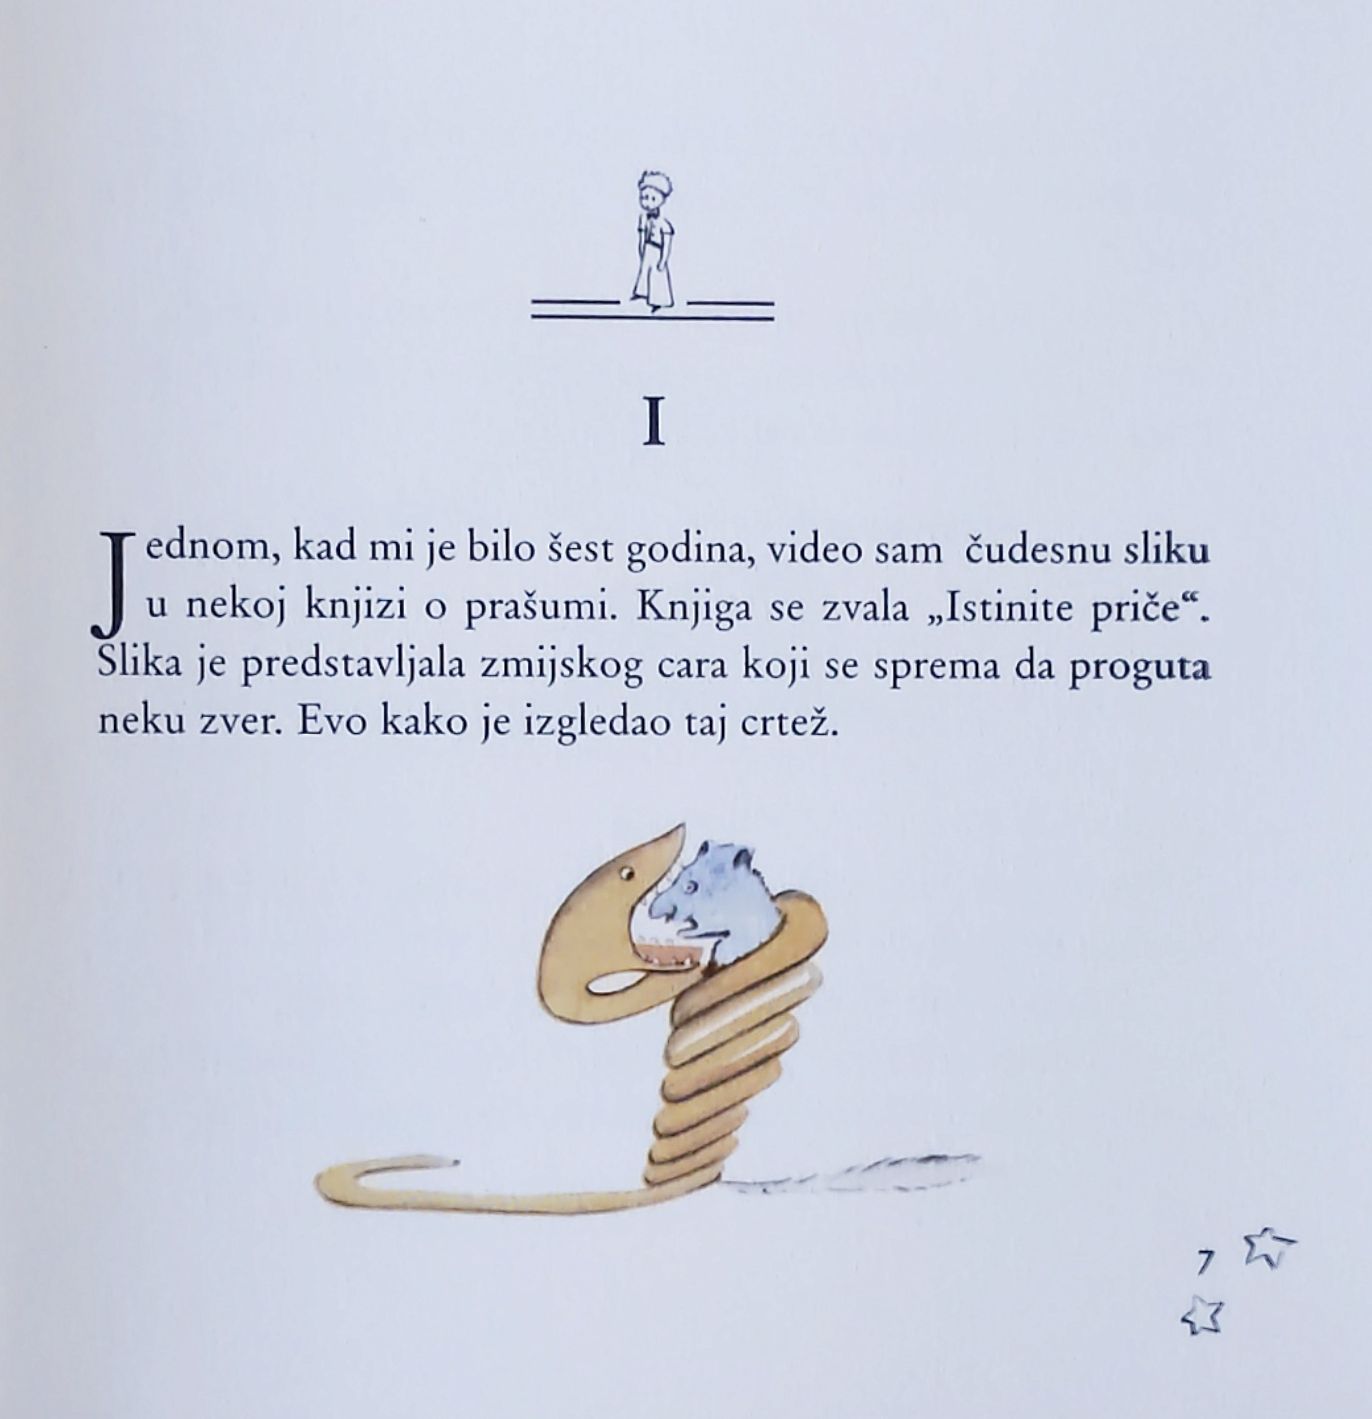 I
Jednom, kad mi je bilo šest godina, video sam čudesnu sliku
u nekoj knjizi o prašumi. Knjiga se zvala „Istinite priče“.
Slika je predstavljala zmijskog cara koji se sprema da proguta
neku zver. Evo kako je izgledao taj crtež.
7